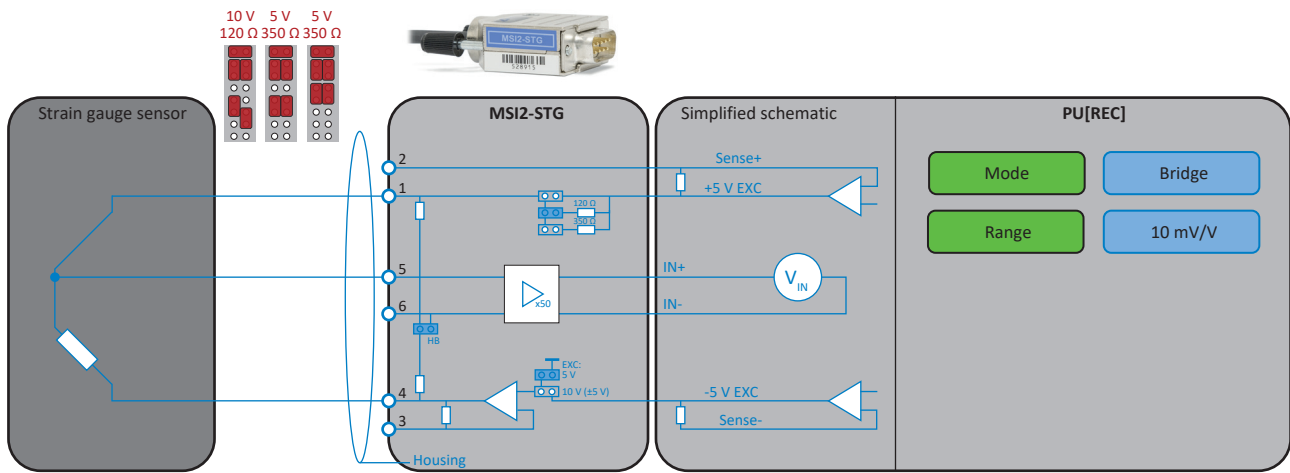 10 V 5 V 5 V
120 Ω 350 Ω 350 Ω
MSI2-STG
528915
Strain gauge sensor
MSI2-STG
Simplified schematic
PU[REC]
2
Sense+
1
+5 V EXC
120 Ω
350 Ω
Mode
Bridge
Range
10 mV/V
5
IN+
V IN
x50
6
IN-
HB
EXC:
5 V
10 V (±5 V)
4
-5 V EXC
3
Sense-
Housing